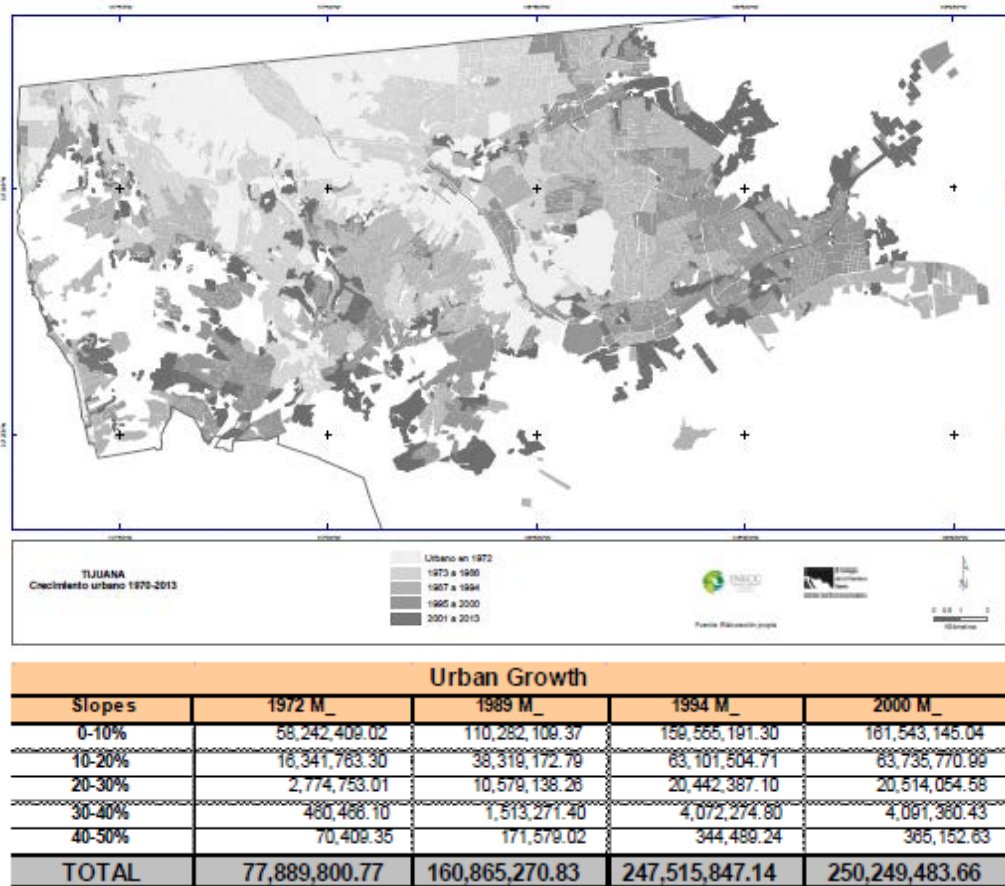 TIJUANA
Crecimiento urbano 1970-2013
Urbano en 1972
1973 a 1986
1987 a 1994
1995 a 2000
2001 a 2013
INECC
Fuente: Elaboración propia
Kilómetros
Urban Growth
Slopes 1972 M_ 1989 M_ 1994 M_ 2000 M_
0-10% 58,242,409.02 110,282,109.37 159,555,191.30 161,543,145.04
10-20% 16,341,763.30 38,319,172.79 63,101,504.71 63,735,770.99
20-30% 2,774,753.01 10,579,138.26 20,442,387.10 20,514,054.58
30-40% 460,466.10 1,513,271.40 4,072,274.80 4,091,360.43
40-50% 70,409.35 171,579.02 344,489.24 365,152.63
TOTAL 77,889,800.77 160,865,270.83 247,515,847.14 250,249,483.66